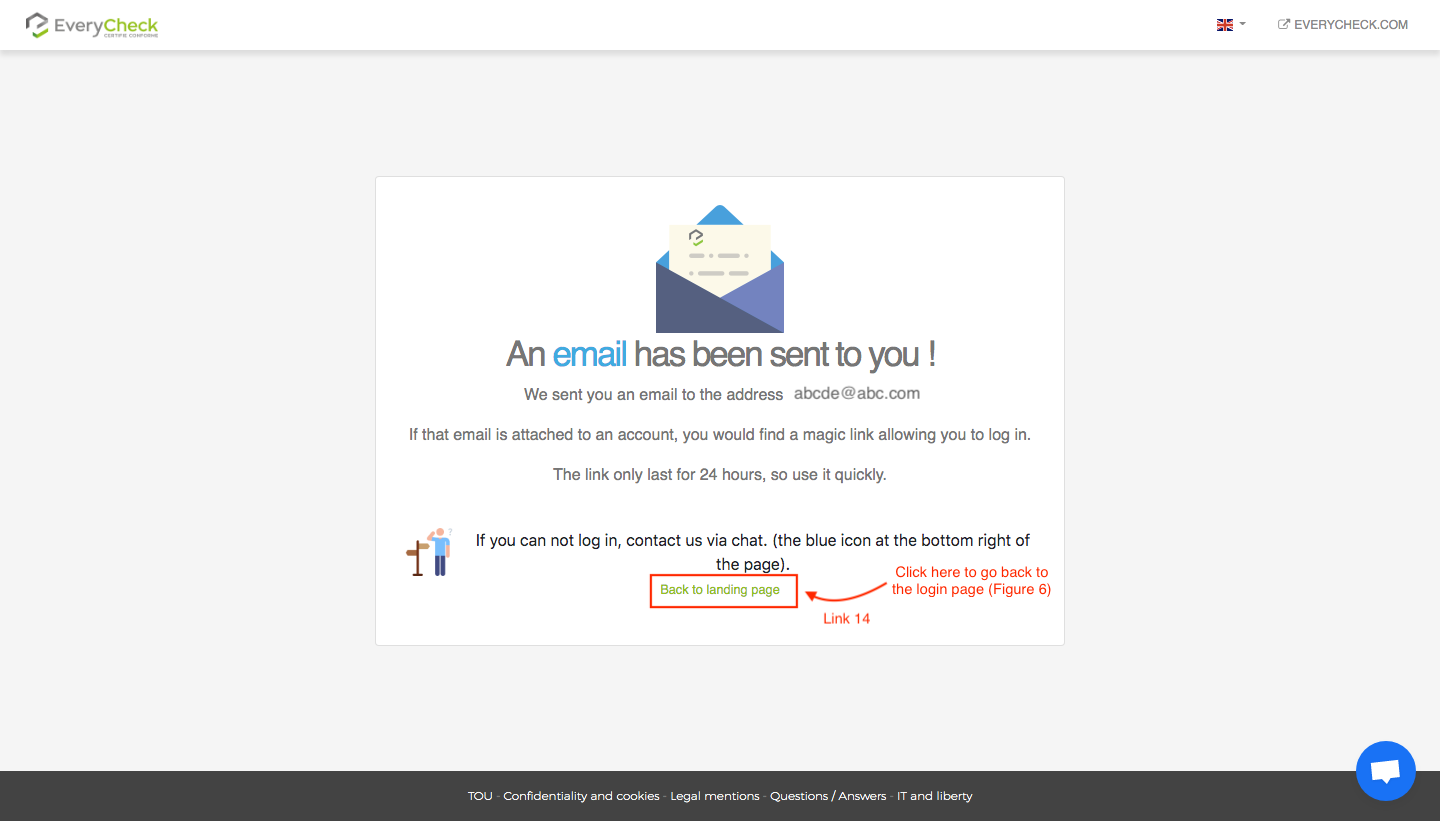 EveryCheck
CERTIFIÉ CONFORME
EVERYCHECK.COM
An email has been sent to you !
We sent you an email to the address abcde@abc.com
If that email is attached to an account, you would find a magic link allowing you to log in.
The link only last for 24 hours, so use it quickly.
?
If you can not log in, contact us via chat. (the blue icon at the bottom right of
the page).
Back to landing page
Click here to go back to
the login page (Figure 6)
Link 14
TOU - Confidentiality and cookies - Legal mentions - Questions / Answers - IT and liberty